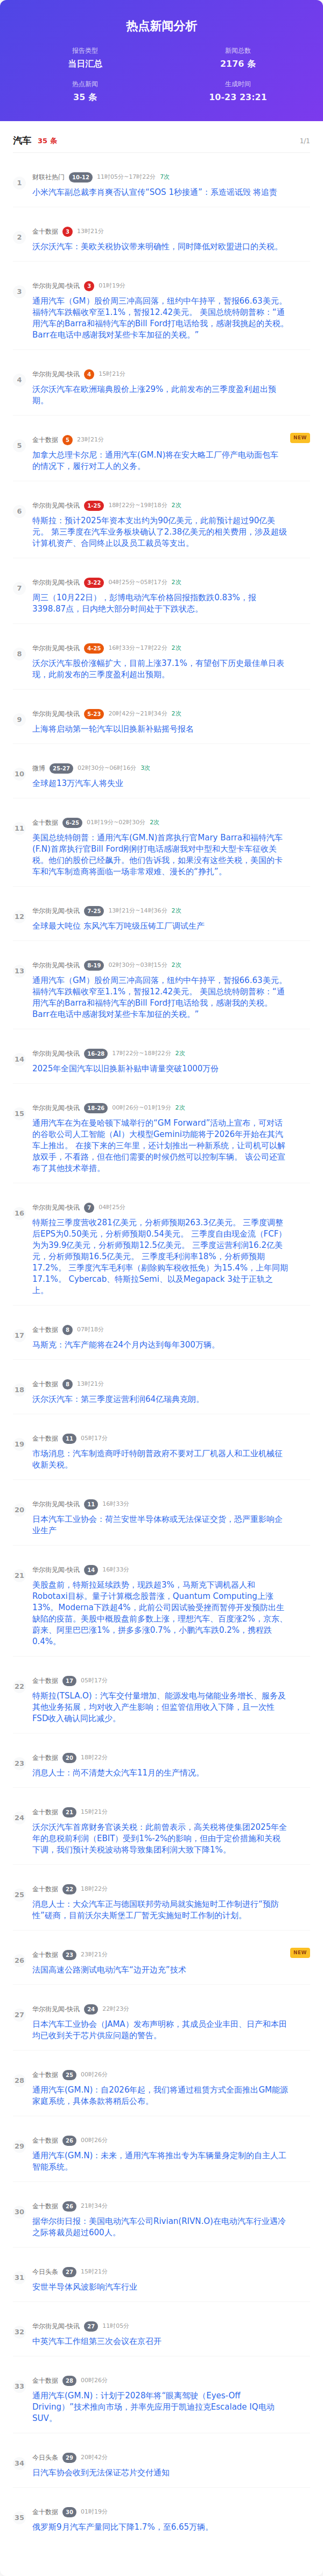 热点新闻分析
报告类型
当日汇总
新闻总数
2176 条
热点新闻
35 条
生成时间
10-23 23:21
汽车 35 条
1/1
1
财联社热门 10-12 11时05分~17时22分 7次
小米汽车副总裁李肖爽否认宣传“SOS 1秒接通”：系造谣诋毁 将追责
2
金十数据 3 13时21分
沃尔沃汽车：美欧关税协议带来明确性，同时降低对欧盟进口的关税。
3
华尔街见闻-快讯 3 01时19分
通用汽车（GM）股价周三冲高回落，纽约中午持平，暂报66.63美元。
福特汽车跌幅收窄至1.1%，暂报12.42美元。 美国总统特朗普称：“通
用汽车的Barra和福特汽车的Bill Ford打电话给我，感谢我挑起的关税。
Barr在电话中感谢我对某些卡车加征的关税。”
4
华尔街见闻-快讯 4 15时21分
沃尔沃汽车在欧洲瑞典股价上涨29%，此前发布的三季度盈利超出预
期。
5
金十数据 5 23时21分
NEW
加拿大总理卡尔尼：通用汽车(GM.N)将在安大略工厂停产电动面包车
的情况下，履行对工人的义务。
6
华尔街见闻-快讯 1-25 18时22分~19时18分 2次
特斯拉：预计2025年资本支出约为90亿美元，此前预计超过90亿美
元。 第三季度在汽车业务板块确认了2.38亿美元的相关费用，涉及超级
计算机资产、合同终止以及员工裁员等支出。
7
华尔街见闻-快讯 3-22 04时25分~05时17分 2次
周三（10月22日），彭博电动汽车价格回报指数跌0.83%，报
3398.87点，日内绝大部分时间处于下跌状态。
8
华尔街见闻-快讯 4-25 16时33分~17时22分 2次
沃尔沃汽车股价涨幅扩大，目前上涨37.1%，有望创下历史最佳单日表
现，此前发布的三季度盈利超出预期。
9
华尔街见闻-快讯 5-23 20时42分~21时34分 2次
上海将启动第一轮汽车以旧换新补贴摇号报名
10
微博 25-27 02时30分~06时16分 3次
全球超13万汽车人将失业
11
金十数据 6-25 01时19分~02时30分 2次
美国总统特朗普：通用汽车(GM.N)首席执行官Mary Barra和福特汽车
(F.N)首席执行官Bill Ford刚刚打电话感谢我对中型和大型卡车征收关
税。他们的股价已经飙升。他们告诉我，如果没有这些关税，美国的卡
车和汽车制造商将面临一场非常艰难、漫长的“挣扎”。
12
华尔街见闻-快讯 7-25 13时21分~14时36分 2次
全球最大吨位 东风汽车万吨级压铸工厂调试生产
13
华尔街见闻-快讯 8-19 02时30分~03时15分 2次
通用汽车（GM）股价周三冲高回落，纽约中午持平，暂报66.63美元。
福特汽车跌幅收窄至1.1%，暂报12.42美元。 美国总统特朗普称：“通
用汽车的Barra和福特汽车的Bill Ford打电话给我，感谢我的关税。
Barr在电话中感谢我对某些卡车加征的关税。”
14
华尔街见闻-快讯 16-28 17时22分~18时22分 2次
2025年全国汽车以旧换新补贴申请量突破1000万份
15
华尔街见闻-快讯 18-26 00时26分~01时19分 2次
通用汽车在为在曼哈顿下城举行的“GM Forward”活动上宣布，可对话
的谷歌公司人工智能（AI）大模型Gemini功能将于2026年开始在其汽
车上推出。 在接下来的三年里，还计划推出一种新系统，让司机可以解
放双手，不看路，但在他们需要的时候仍然可以控制车辆。 该公司还宣
布了其他技术举措。
16
华尔街见闻-快讯 7 04时25分
特斯拉三季度营收281亿美元，分析师预期263.3亿美元。 三季度调整
后EPS为0.50美元，分析师预期0.54美元。 三季度自由现金流（FCF）
为为39.9亿美元，分析师预期12.5亿美元。 三季度运营利润16.2亿美
元，分析师预期16.5亿美元。 三季度毛利润率18%，分析师预期
17.2%。 三季度汽车毛利率（剔除以购车税收抵免）为15.4%，上年同期
17.1%。 Cybercab、特斯拉Semi、以及Megapack 3处于正轨之
上。
17
金十数据 8 07时18分
马斯克：汽车产能将在24个月内达到每年300万辆。
18
金十数据 8 13时21分
沃尔沃汽车：第三季度运营利润64亿瑞典克朗。
19
金十数据 11 05时17分
市场消息：汽车制造商呼吁特朗普政府不要对工厂机器人和工业机械征
收新关税。
20
华尔街见闻-快讯 11 16时33分
日本汽车工业协会：荷兰安世半导体称或无法保证交货，恐严重影响企
业生产
21
华尔街见闻-快讯 14 16时33分
美股盘前，特斯拉延续跌势，现跌超3%，马斯克下调机器人和
Robotaxi目标。量子计算概念股普涨，Quantum Computing上涨
13%。Moderna下跌超4%，此前公司因试验受挫而暂停开发预防出生
缺陷的疫苗。美股中概股盘前多数上涨，理想汽车、百度涨2%，京东、
蔚来、阿里巴巴涨1%，拼多多涨0.7%，小鹏汽车跌0.2%，携程跌
0.4%。
22
金十数据 17 05时17分
特斯拉(TSLA.O)：汽车交付量增加、能源发电与储能业务增长、服务及
其他业务拓展，均对收入产生影响；但监管信用收入下降，且一次性
FSD收入确认同比减少。
23
金十数据 20 18时22分
消息人士：尚不清楚大众汽车11月的生产情况。
24
金十数据 21 15时21分
沃尔沃汽车首席财务官谈关税：此前曾表示，高关税将使集团2025年全
年的息税前利润（EBIT）受到1%-2%的影响，但由于定价措施和关税
下调，我们预计关税波动将导致集团利润大致下降1%。
25
金十数据 22 18时22分
消息人士：大众汽车正与德国联邦劳动局就实施短时工作制进行“预防
性”磋商，目前沃尔夫斯堡工厂暂无实施短时工作制的计划。
26
金十数据 23 23时21分
NEW
法国高速公路测试电动汽车“边开边充”技术
27
华尔街见闻-快讯 24 22时23分
日本汽车工业协会（JAMA）发布声明称，其成员企业丰田、日产和本田
均已收到关于芯片供应问题的警告。
28
金十数据 25 00时26分
通用汽车(GM.N)：自2026年起，我们将通过租赁方式全面推出GM能源
家庭系统，具体条款将稍后公布。
29
金十数据 26 00时26分
通用汽车(GM.N)：未来，通用汽车将推出专为车辆量身定制的自主人工
智能系统。
30
金十数据 26 21时34分
据华尔街日报：美国电动汽车公司Rivian(RIVN.O)在电动汽车行业遇冷
之际将裁员超过600人。
31
今日头条 27 15时21分
安世半导体风波影响汽车行业
32
华尔街见闻-快讯 27 11时05分
中英汽车工作组第三次会议在京召开
33
金十数据 28 00时26分
通用汽车(GM.N)：计划于2028年将“眼离驾驶（Eyes-Off
Driving）”技术推向市场，并率先应用于凯迪拉克Escalade IQ电动
SUV。
34
今日头条 29 20时42分
日汽车协会收到无法保证芯片交付通知
35
金十数据 30 01时19分
俄罗斯9月汽车产量同比下降1.7%，至6.65万辆。